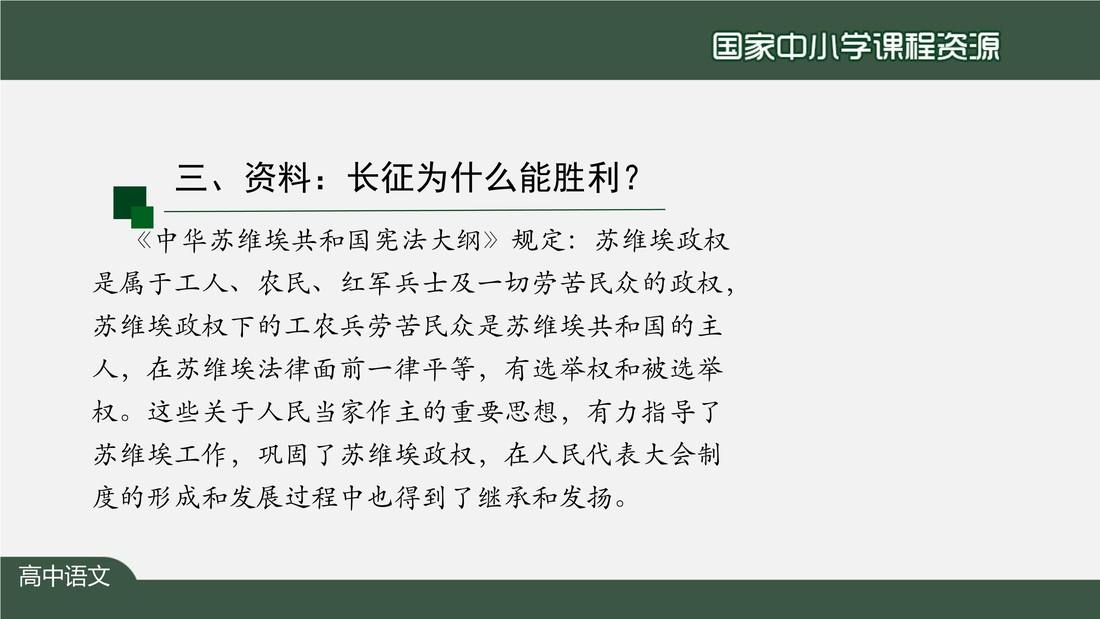 国家中小学课程资源
三、资料：长征为什么能胜利？
《中华苏维埃共和国宪法大纲》规定：苏维埃政权
是属于工人、农民、红军兵士及一切劳苦民众的政权，
苏维埃政权下的工农兵劳苦民众是苏维埃共和国的主
人，在苏维埃法律面前一律平等，有选举权和被选举
权。这些关于人民当家作主的重要思想，有力指导了
苏维埃工作，巩固了苏维埃政权，在人民代表大会制
度的形成和发展过程中也得到了继承和发扬。
高中语文